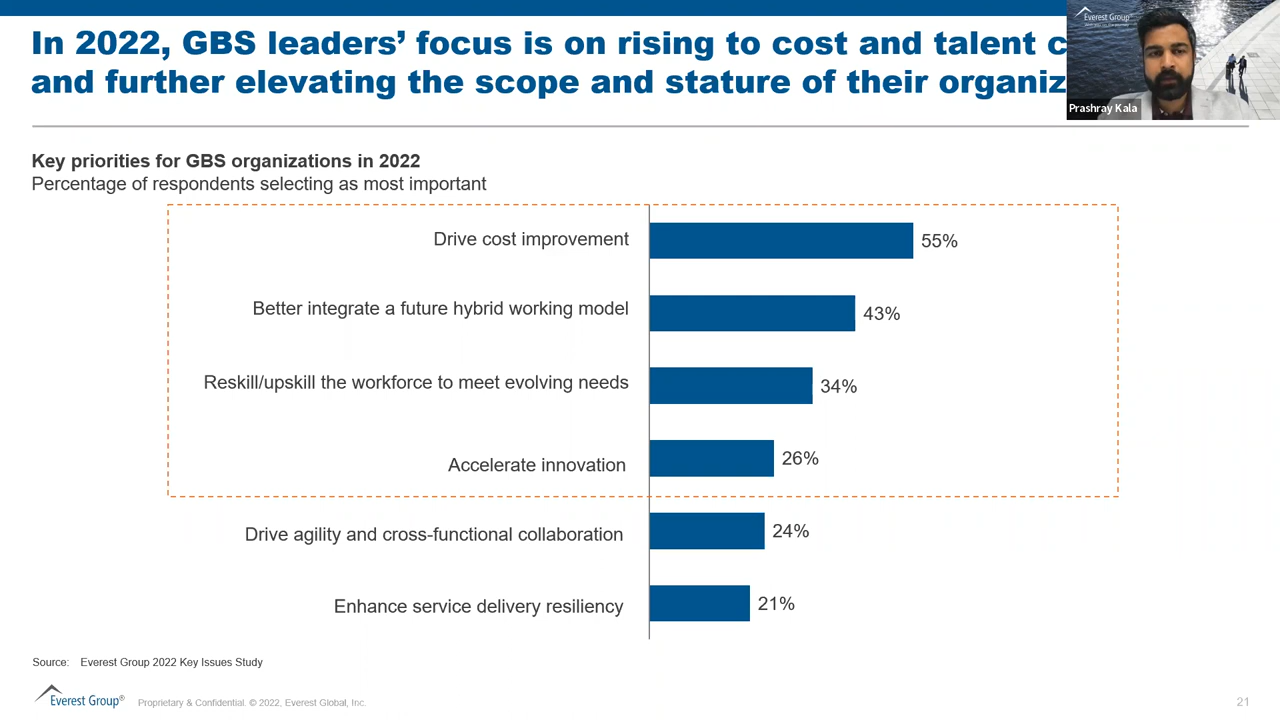 In 2022, GBS leaders’ focus is on rising to cost and talent
and further elevating the scope and stature of their
Everest Group
Prashray Kala
Key priorities for GBS organizations in 2022
Percentage of respondents selecting as most important
Drive cost improvement 55%
Better integrate a future hybrid working model 43%
Reskill/upskill the workforce to meet evolving needs 34%
Accelerate innovation 26%
Drive agility and cross-functional collaboration 24%
Enhance service delivery resiliency 21%
Source: Everest Group 2022 Key Issues Study
Everest Group® Proprietary & Confidential. © 2022, Everest Global, Inc. 21